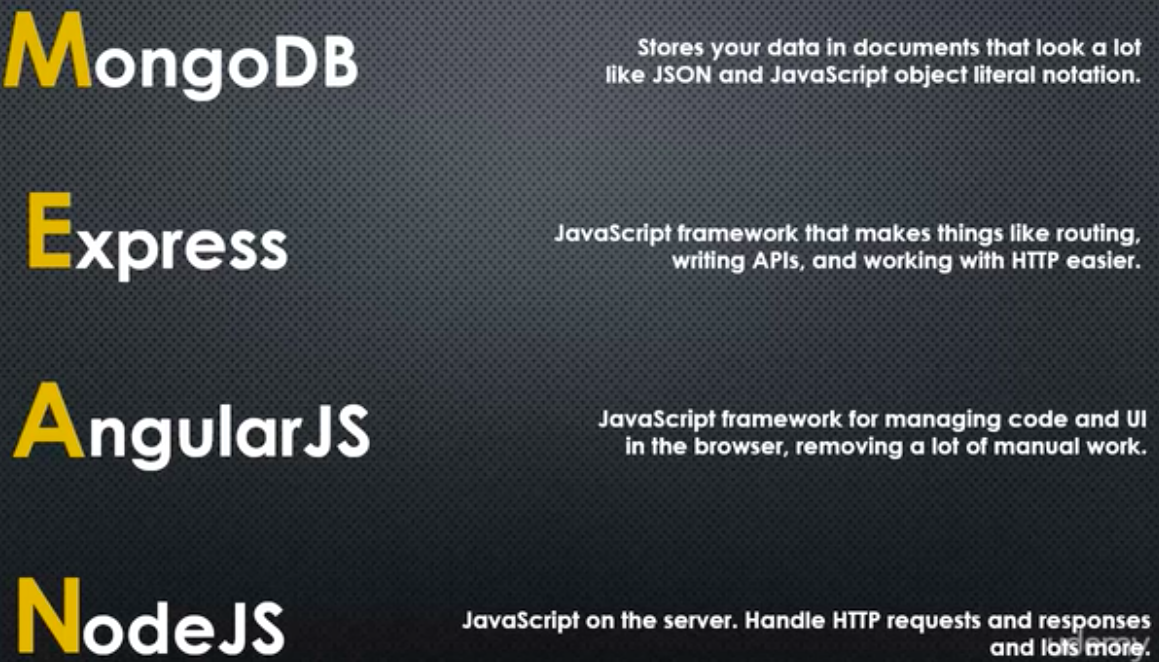 MongoDB
Stores your data in documents that look a lot
like JSON and JavaScript object literal notation.
Express
JavaScript framework that makes things like routing,
writing APIs, and working with HTTP easier.
AngularJS
JavaScript framework for managing code and UI
in the browser, removing a lot of manual work.
NodeJS
JavaScript on the server. Handle HTTP requests and responses
and lots more.
udemy